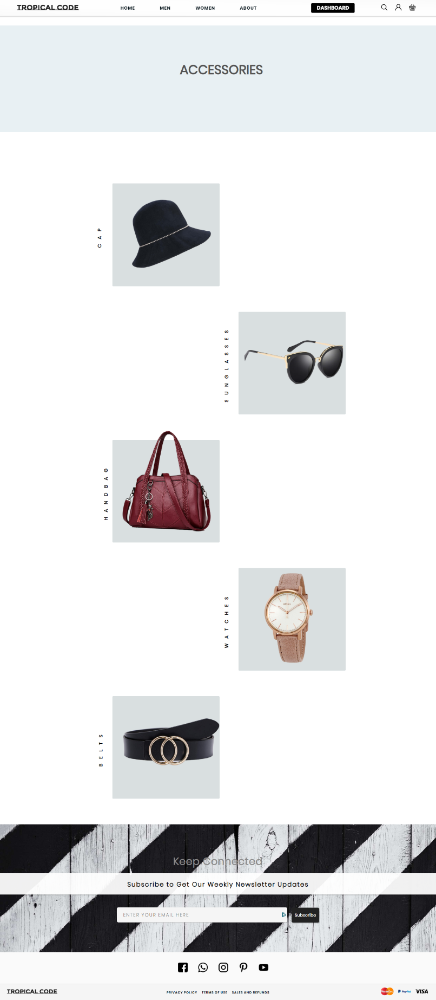 TROPICAL CODE
HOME MEN WOMEN ABOUT DASHBOARD
ACCESSORIES
CAP
SUNGLASSES
HANDBAG
WATCHES
BELTS
Keep Connected
Subscribe to Get Our Weekly Newsletter Updates
ENTER YOUR EMAIL HERE
Subscribe
TROPICAL CODE
PRIVACY POLICY TERMS OF USE SALES AND REFUNDS
MasterCard PayPal VISA